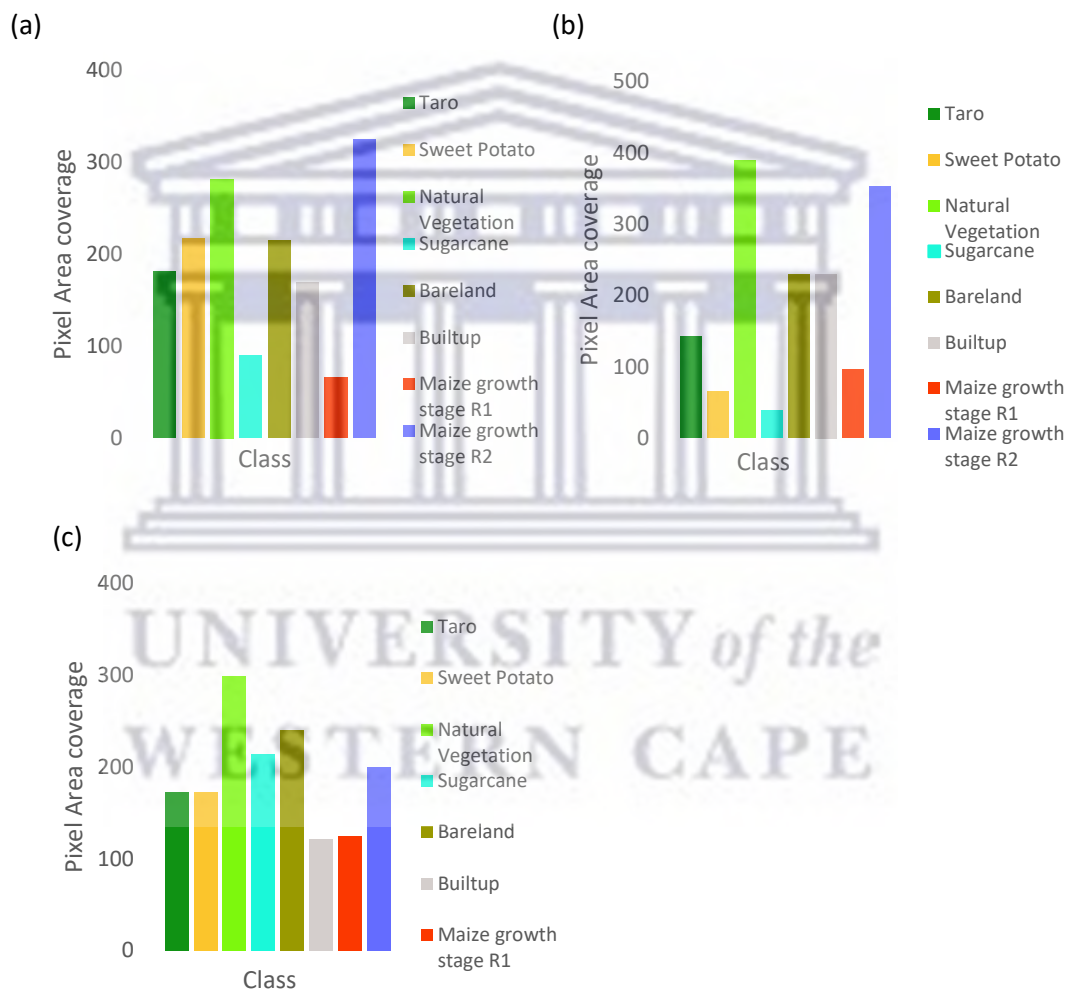 (a)
400
300
200
100
0
Pixel Area coverage
Class
Taro
Sweet Potato
Natural
Vegetation
Sugarcane
Bareland
Builtup
Maize growth
stage R1
Maize growth
stage R2
(b)
500
400
300
200
100
0
Pixel Area coverage
Class
Taro
Sweet Potato
Natural
Vegetation
Sugarcane
Bareland
Builtup
Maize growth
stage R1
Maize growth
stage R2
(c)
400
300
200
100
0
Pixel Area coverage
Class
Taro
Sweet Potato
Natural
Vegetation
Sugarcane
Bareland
Builtup
Maize growth
stage R1
UNIVERSITY of the
WESTERN CAPE